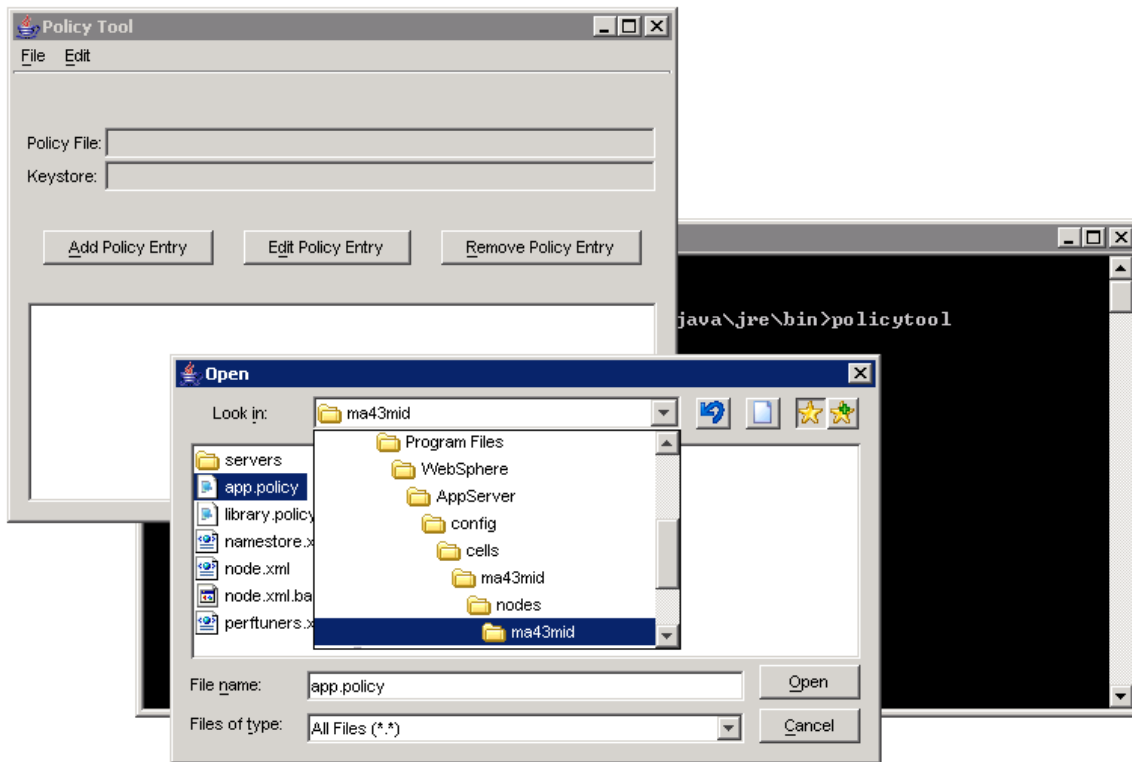 Policy Tool
File Edit
Policy File:
Keystore:
Add Policy Entry Edit Policy Entry Remove Policy Entry
java\jre\bin>policytool
Open
Look in: ma43mid
Program Files
WebSphere
AppServer
config
cells
ma43mid
nodes
ma43mid
servers
app.policy
library.policy
namestore.x
node.xml
node.xml.ba
perftuners.x
File name: app.policy Open
Files of type: All Files (*.*) Cancel